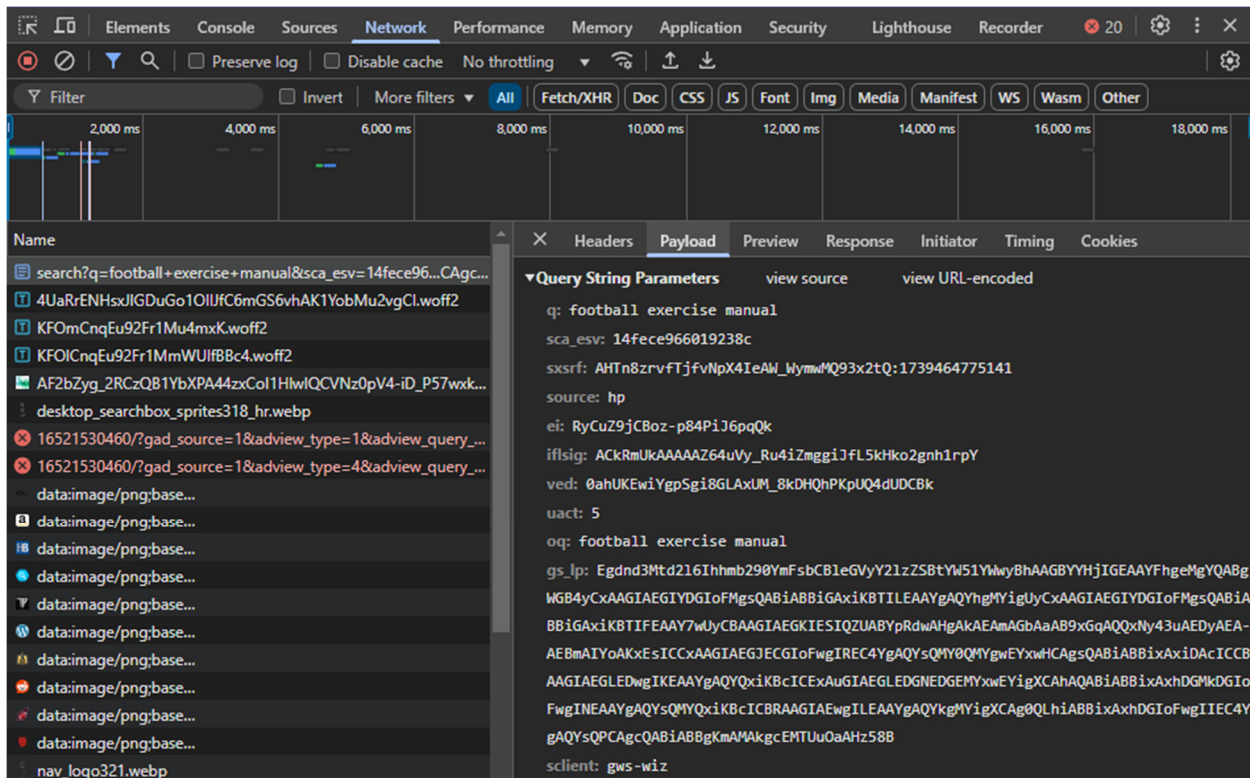 Elements Console Sources Network Performance Memory Application Security Lighthouse Recorder 20
Preserve log Disable cache No throttling
Filter Invert More filters All Fetch/XHR Doc CSS JS Font Img Media Manifest WS Wasm Other
2,000 ms 4,000 ms 6,000 ms 8,000 ms 10,000 ms 12,000 ms 14,000 ms 16,000 ms 18,000 ms
Name
search?q=football+exercise+manual&sca_esv=14fece96...CAgc...
4UaRrENHsxJlGDuGo1OIlJfC6mGS6vhAK1YobMu2vgCI.woff2
KFOmCnqEu92Fr1Mu4mxK.woff2
KFOlCnqEu92Fr1MmWUlfBBc4.woff2
AF2bZyg_2RCzQB1YbXPA44zxCoI1HlwIQCVNz0pV4-iD_P57wxk...
desktop_searchbox_sprites318_hr.webp
16521530460/?gad_source=1&adview_type=1&adview_query_...
16521530460/?gad_source=1&adview_type=4&adview_query_...
data:image/png;base...
data:image/png;base...
data:image/png;base...
data:image/png;base...
data:image/png;base...
data:image/png;base...
data:image/png;base...
data:image/png;base...
data:image/png;base...
data:image/png;base...
nav_logo321.webp
Headers Payload Preview Response Initiator Timing Cookies
Query String Parameters view source view URL-encoded
q: football exercise manual
sca_esv: 14fece966019238c
sxsrf: AHTn8zrvfTjfvNpX4IeAW_WymwMQ93x2tQ:1739464775141
source: hp
ei: RyCuZ9jCBoz-p84PiJ6pqQk
iflsig: ACkRmUkAAAAAZ64uVy_Ru4iZmggiJfL5kHko2gnh1rpY
ved: 0ahUKEwiYgpSgi8GLAxUM_8kDHQhPKpUQ4dUDCBk
uact: 5
oq: football exercise manual
gs_lp: Egdnd3Mtd2l6Ihhmb290YmFsbCBleGVyY2lzZSBtYW51YWwyBhAAGBYYHjIGEAAYFhgeMgYQABg
WGB4yCxAAGIAEGIYDGIoFMgsQABiABBiGAxiKBTILEAAYgAQYhgMYigUyCxAAGIAEGIYDGIoFMgsQABiA
BBiGAxiKBTIFEAAY7wUyCBAAGIAEGKIESIQZUABYpRdwAHgAkAEAmAGbAaAB9xGqAQQxNy43uAEDyAEA-
AEBmAIYoAKxEsICCxAAGIAEGJECGIoFwgIREC4YgAQYsQMY0QMYgwEYxwHCAgsQABiABBixAxiDAcICCB
AAGIAEGLEDwgIKEAAYgAQYQxiKBcICExAuGIAEGLEDGNEDGEMYxwEYigXCAhAQABiABBixAxhDGMkDGIo
FwgINEAAYgAQYsQMYQxiKBcICBRAAGIAEwgILEAAYgAQYkgMYigXCAg0QLhiABBixAxhDGIoFwgIIEC4Y
gAQYsQPCAgcQABiABBgKmAMAkgcEMTUuOaAHz58B
sclient: gws-wiz